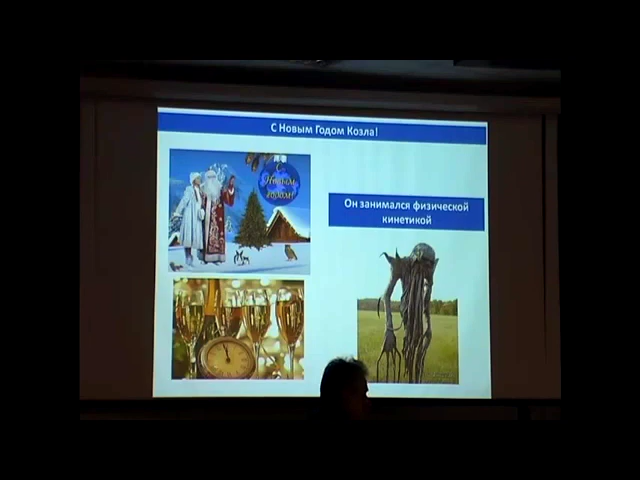 С Новым Годом Козла!
С
Новым
годом!
Он занимался физической
кинетикой